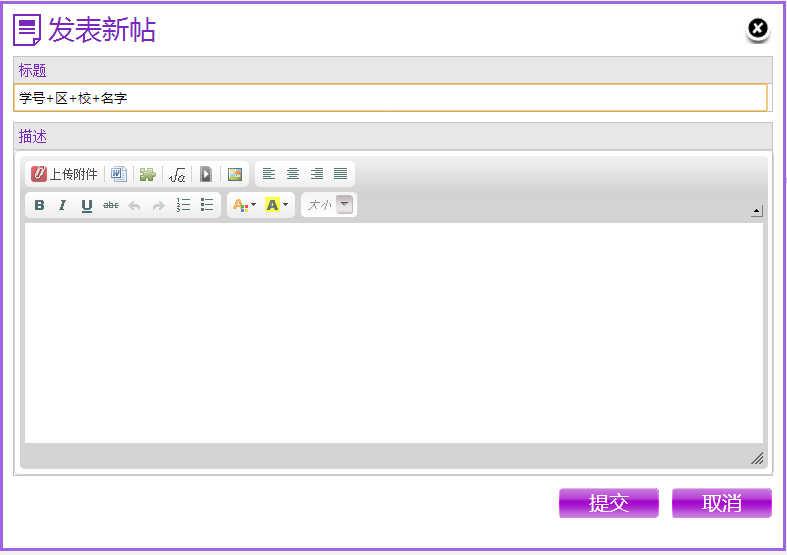 发表新帖
标题
学号+区+校+名字
描述
上传附件
B I U abc
A A 大小
提交 取消